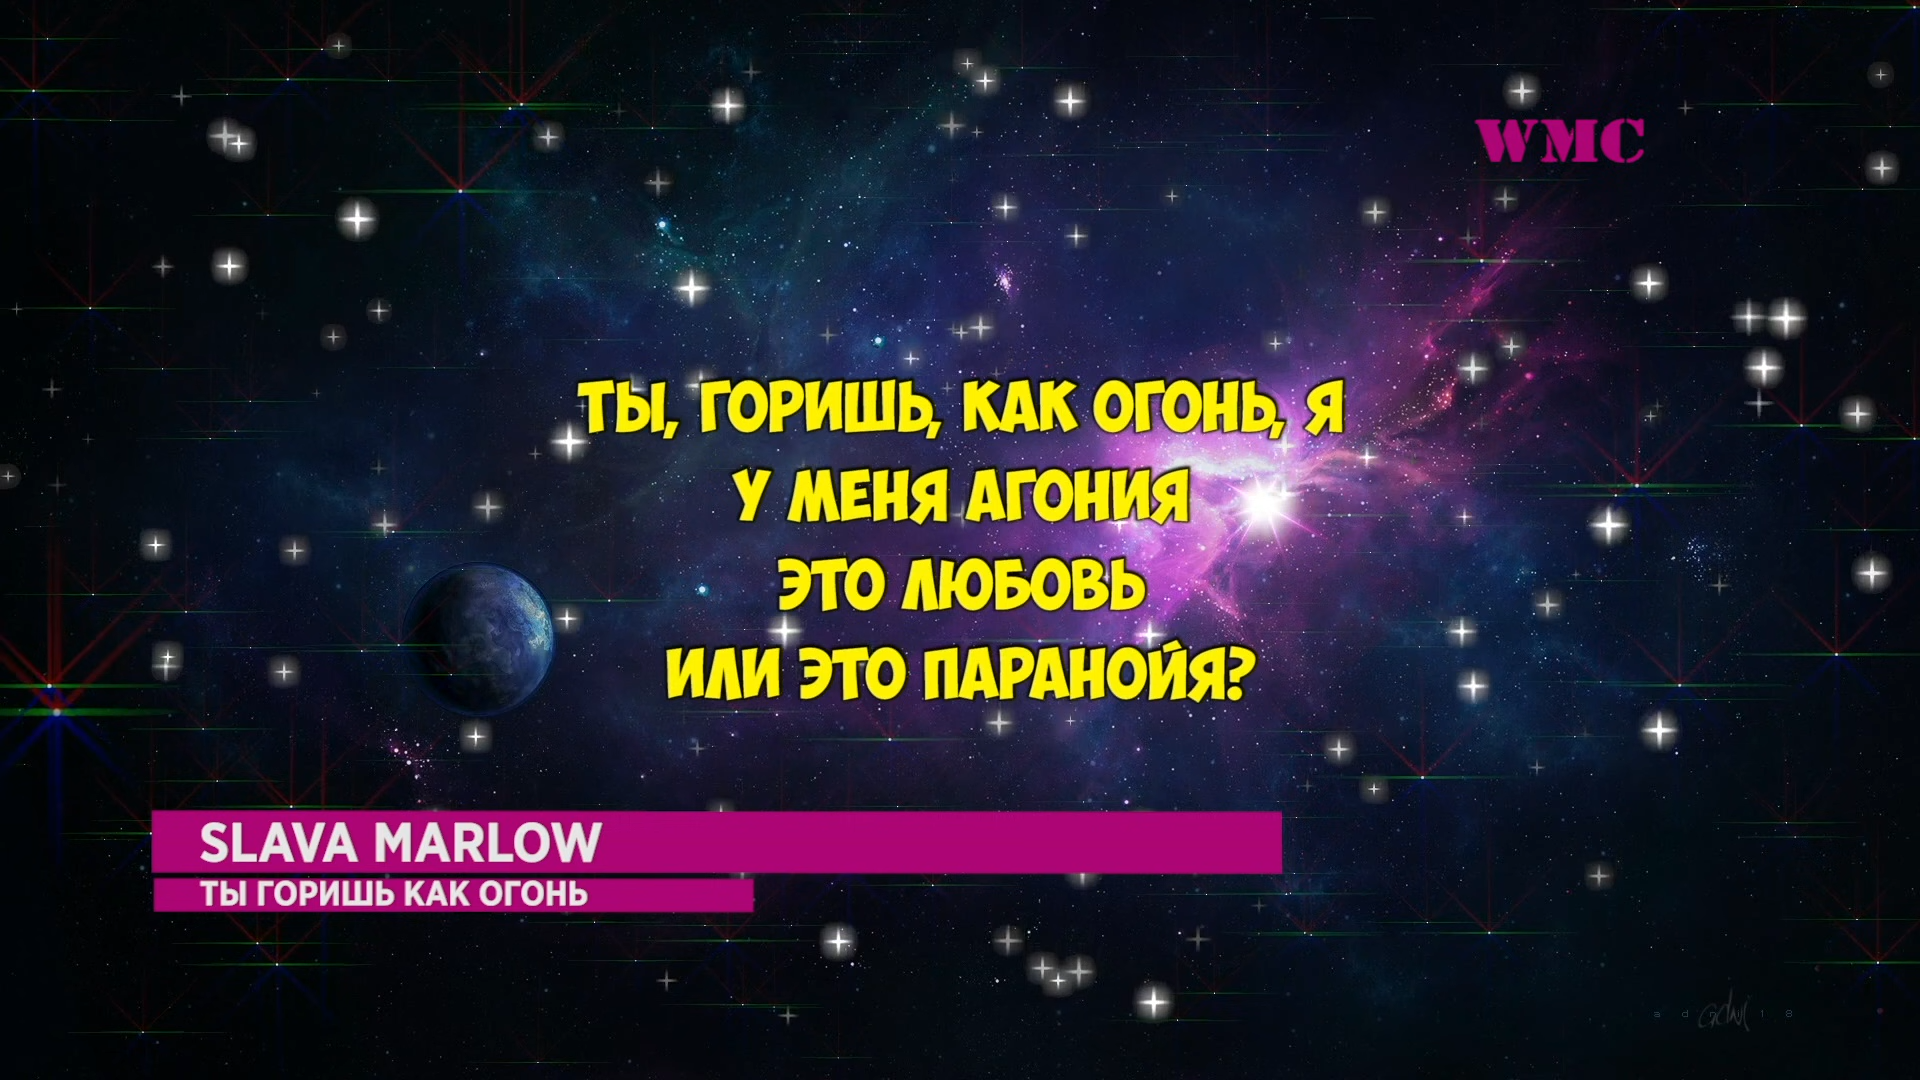 WMC
ТЫ, ГОРИШЬ, КАК ОГОНЬ, Я
У МЕНЯ АГОНИЯ
ЭТО ЛЮБОВЬ
ИЛИ ЭТО ПАРАНОЙЯ?
SLAVA MARLOW
ТЫ ГОРИШЬ КАК ОГОНЬ